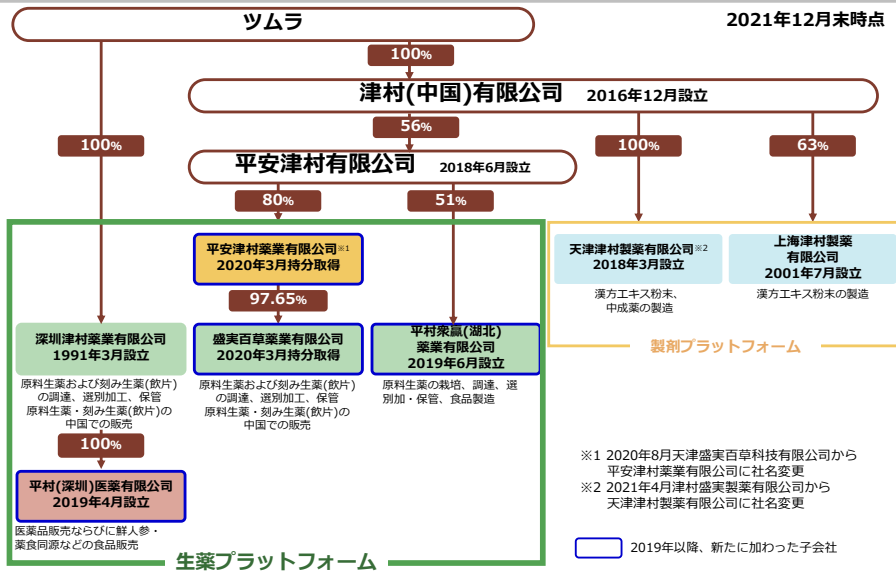 ツムラ
2021年12月末時点
100%
津村(中国)有限公司 2016年12月設立
100%
56%
100%
63%
平安津村有限公司 2018年6月設立
80%
51%
平安津村薬業有限公司※1
2020年3月持分取得
天津津村製薬有限公司※2
2018年3月設立
上海津村製薬
有限公司
2001年7月設立
漢方エキス粉末、
中成薬の製造
漢方エキス粉末の製造
97.65%
製剤プラットフォーム
深圳津村薬業有限公司
1991年3月設立
盛実百草薬業有限公司
2020年3月持分取得
平村衆贏(湖北)
薬業有限公司
2019年6月設立
原料生薬および刻み生薬(飲片)
の調達、選別加工、保管
原料生薬・刻み生薬(飲片)の
中国での販売
原料生薬および刻み生薬(飲片)
の調達、選別加工、保管
原料生薬・刻み生薬(飲片)の
中国での販売
原料生薬の栽培、調達、選
別加・保管、食品製造
100%
平村(深圳)医薬有限公司
2019年4月設立
医薬品販売ならびに鮮人参・
薬食同源などの食品販売
生薬プラットフォーム
※1 2020年8月天津盛実百草科技有限公司から
平安津村薬業有限公司に社名変更
※2 2021年4月津村盛実製薬有限公司から
天津津村製薬有限公司に社名変更
2019年以降、新たに加わった子会社